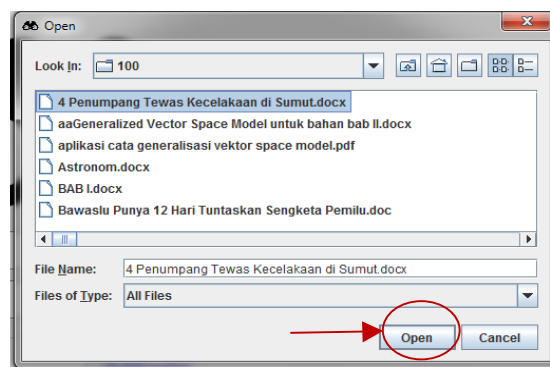 Open
Look In: 100
4 Penumpang Tewas Kecelakaan di Sumut.docx
aaGeneralized Vector Space Model untuk bahan bab II.docx
aplikasi cata generalisasi vektor space model.pdf
Astronom.docx
BAB I.docx
Bawaslu Punya 12 Hari Tuntaskan Sengketa Pemilu.doc
File Name: 4 Penumpang Tewas Kecelakaan di Sumut.docx
Files of Type: All Files
Open Cancel